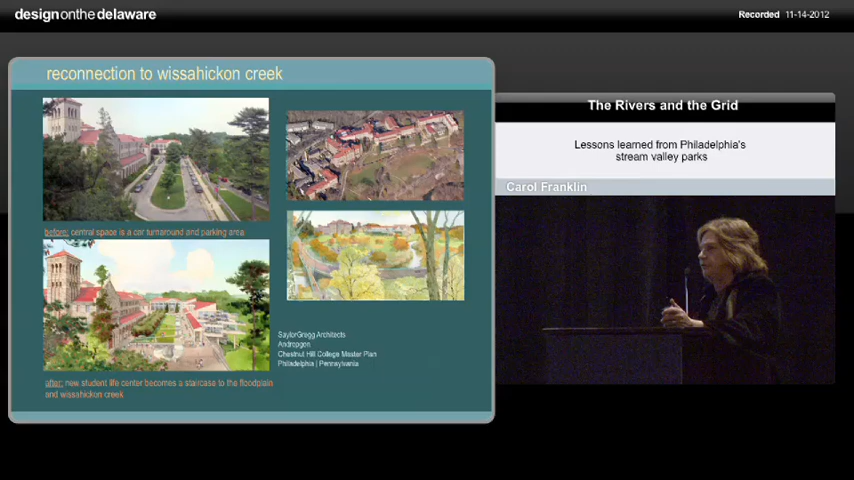 designonthedelaware
Recorded 11-14-2012
reconnection to wissahickon creek
before: central space is a car turnaround and parking area
SaylorGregg Architects
Andropogon
Chestnut Hill College Master Plan
Philadelphia | Pennsylvania
after: new student life center becomes a staircase to the floodplain
and wissahickon creek
The Rivers and the Grid
Lessons learned from Philadelphia's
stream valley parks
Carol Franklin